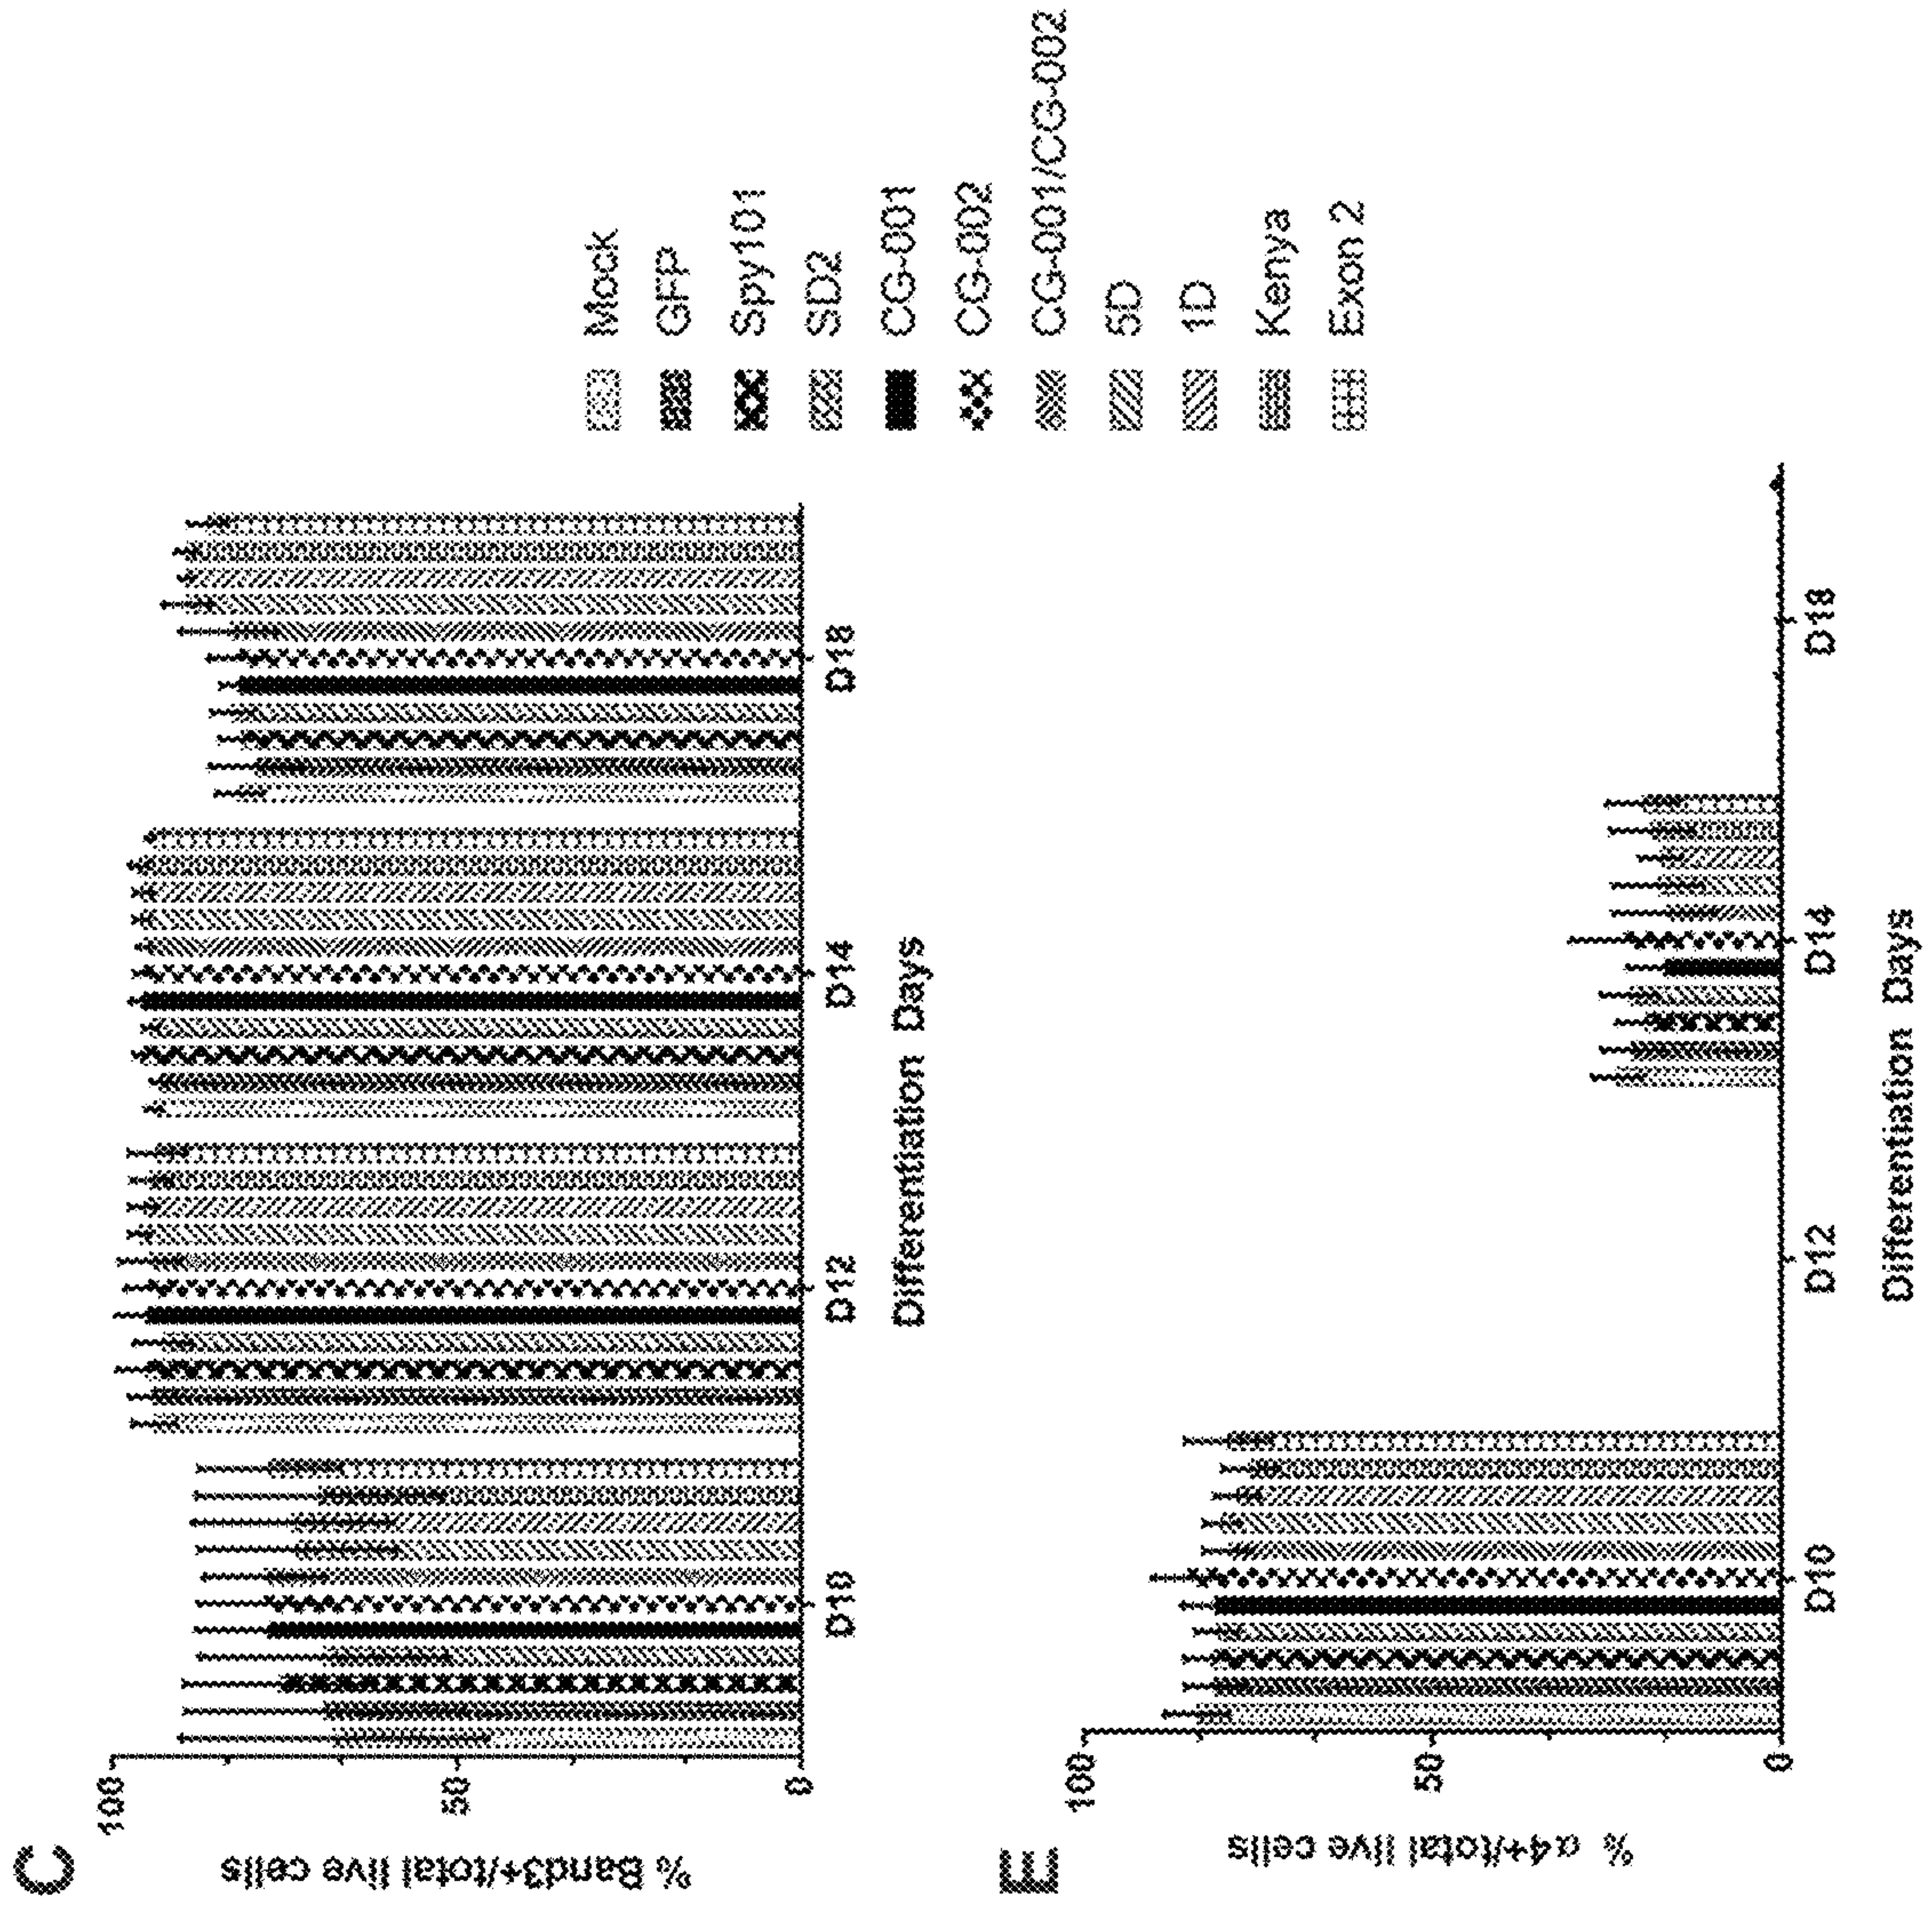 C
% Band3+/total live cells
100
50
0
D10
D12
D14
D18
Differentiation Days
Mock
GFP
Spy101
SD2
CG-001
CG-002
CG-001/CG-002
5D
1D
Kenya
Exon 2
E
% α4+/total live cells
100
50
0
D10
D12
D14
D18
Differentiation Days